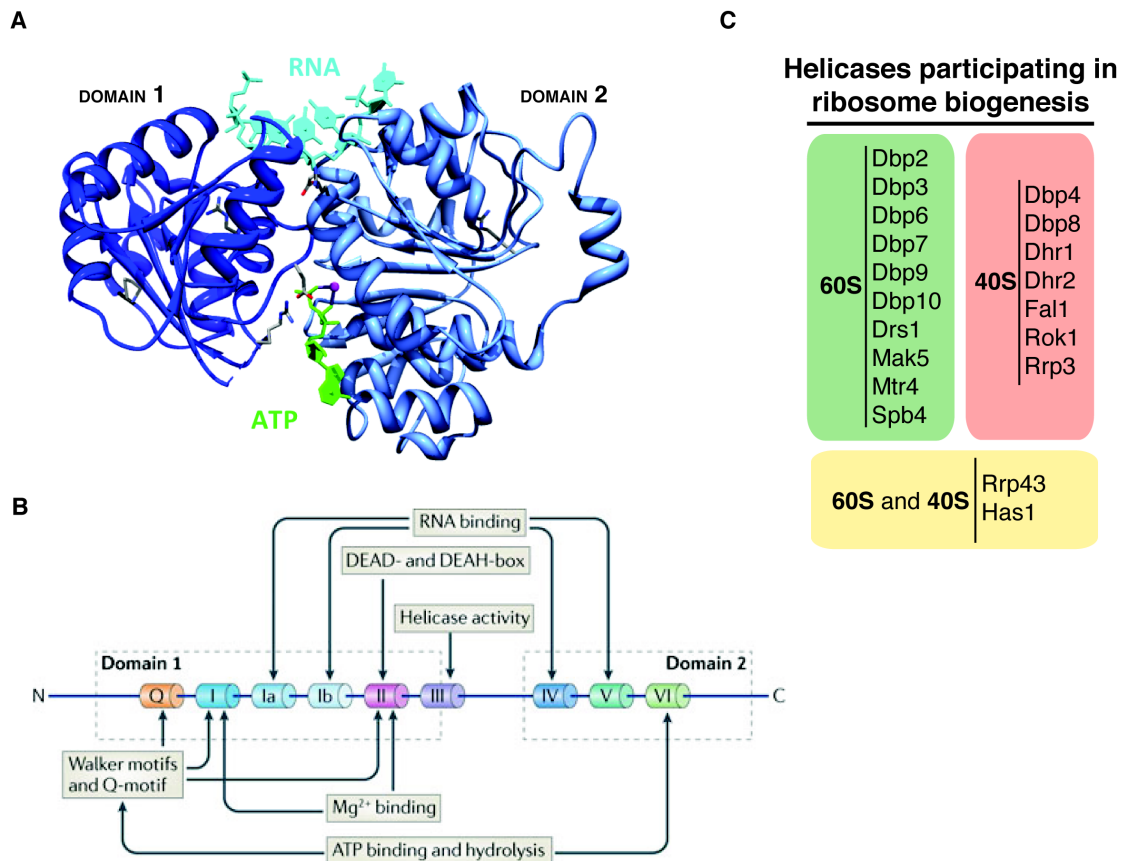 A
RNA
DOMAIN 1
DOMAIN 2
ATP
B
RNA binding
DEAD- and DEAH-box
Helicase activity
Domain 1
Domain 2
N
Q
I
Ia
Ib
II
III
IV
V
VI
C
Walker motifs
and Q-motif
Mg²⁺ binding
ATP binding and hydrolysis
C
Helicases participating in
ribosome biogenesis
60S
Dbp2
Dbp3
Dbp6
Dbp7
Dbp9
Dbp10
Drs1
Mak5
Mtr4
Spb4
40S
Dbp4
Dbp8
Dhr1
Dhr2
Fal1
Rok1
Rrp3
60S and 40S
Rrp43
Has1